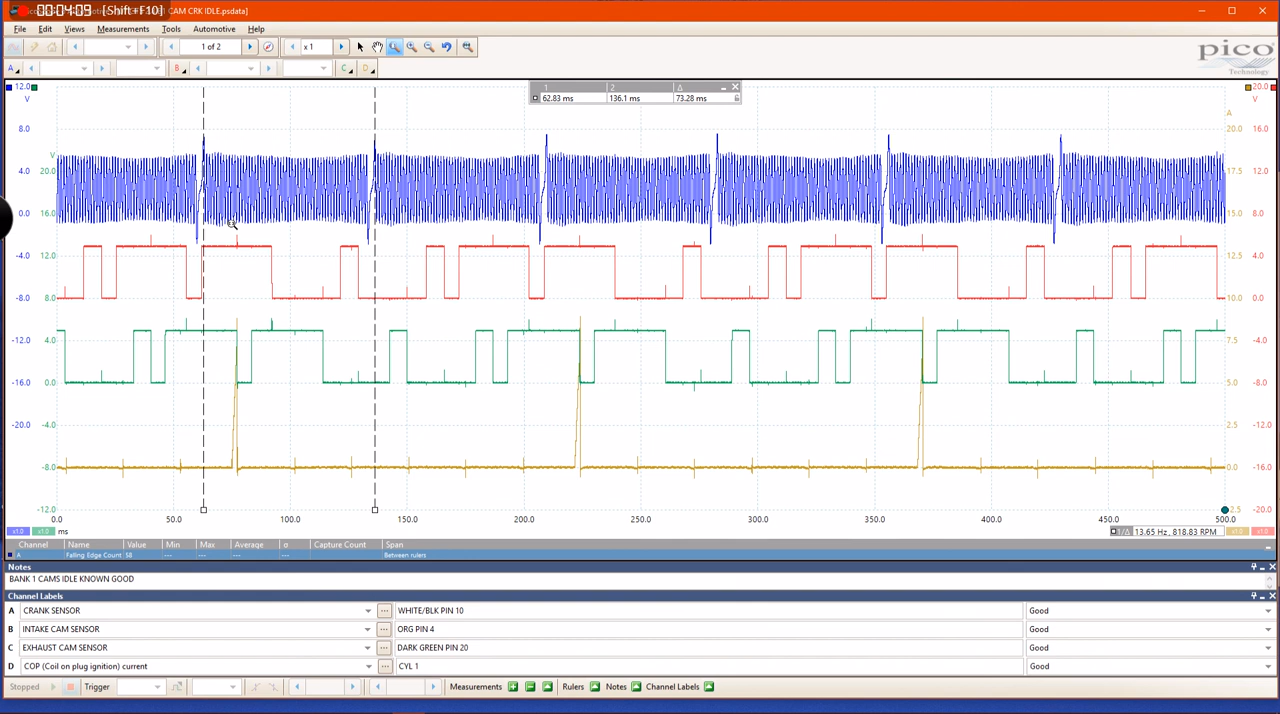 00:04:09 [Shift+F10] CAM CRK IDLE.psdata]
File Edit Views Measurements Tools Automotive Help
1 of 2 x 1
pico
Technology
A B C D
12.0 20.0
V V
1 2 Δ
62.83 ms 136.1 ms 73.28 ms
A
8.0 20.0 16.0
V
4.0 20.0 17.5 12.0
0.0 16.0 15.0 8.0
-4.0 12.0 12.5 4.0
-8.0 8.0 10.0 0.0
-12.0 4.0 7.5 -4.0
-16.0 0.0 5.0 -8.0
-20.0 -4.0 2.5 -12.0
-8.0 0.0 -16.0
-12.0 2.5 -20.0
0.0 50.0 100.0 150.0 200.0 250.0 300.0 350.0 400.0 450.0 500.0
x1.0 x1.0 ms 1/Δ 13.65 Hz, 818.83 RPM x1.0 x1.0
Channel Name Value Min Max Average σ Capture Count Span
A Falling Edge Count 58 --- --- --- --- --- Between rulers
Notes
BANK 1 CAMS IDLE KNOWN GOOD
Channel Labels
A CRANK SENSOR ... WHITE/BLK PIN 10 Good
B INTAKE CAM SENSOR ... ORG PIN 4 Good
C EXHAUST CAM SENSOR ... DARK GREEN PIN 20 Good
D COP (Coil on plug ignition) current ... CYL 1 Good
Stopped Trigger Measurements Rulers Notes Channel Labels